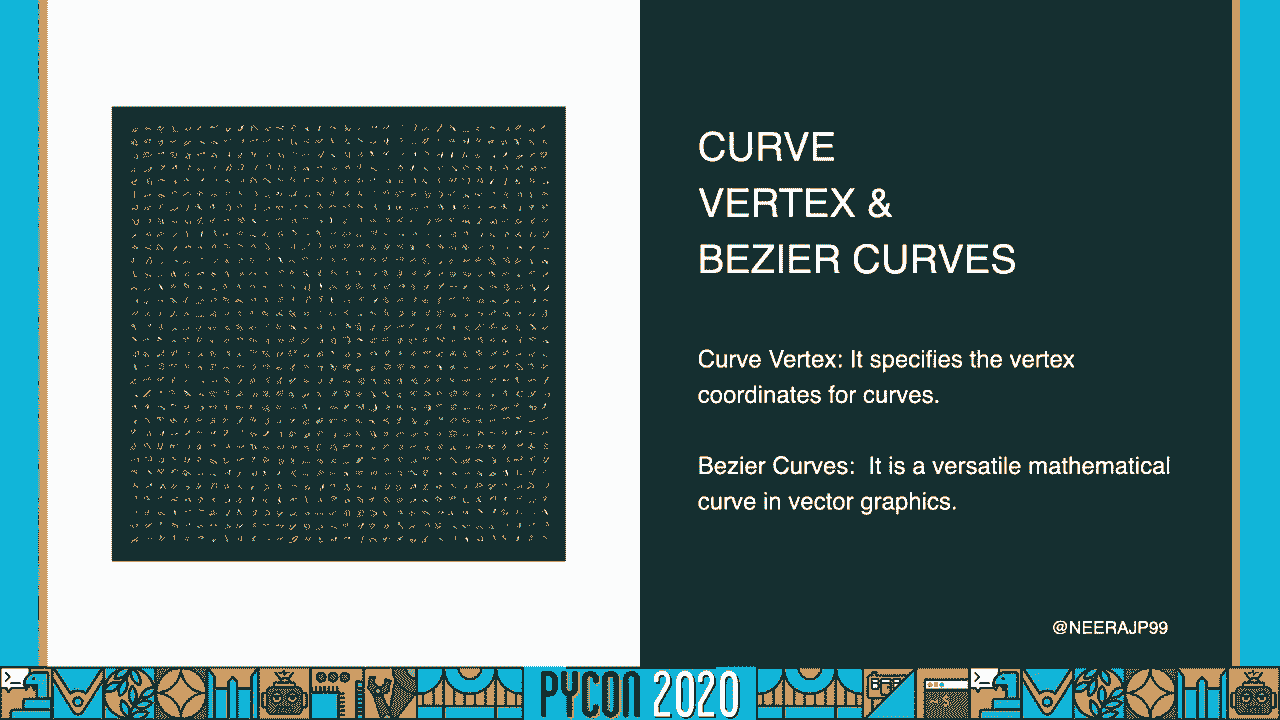 CURVE
VERTEX &
BEZIER CURVES
Curve Vertex: It specifies the vertex
coordinates for curves.
Bezier Curves:  It is a versatile mathematical
curve in vector graphics.
@NEERAJP99
PYCON 2020